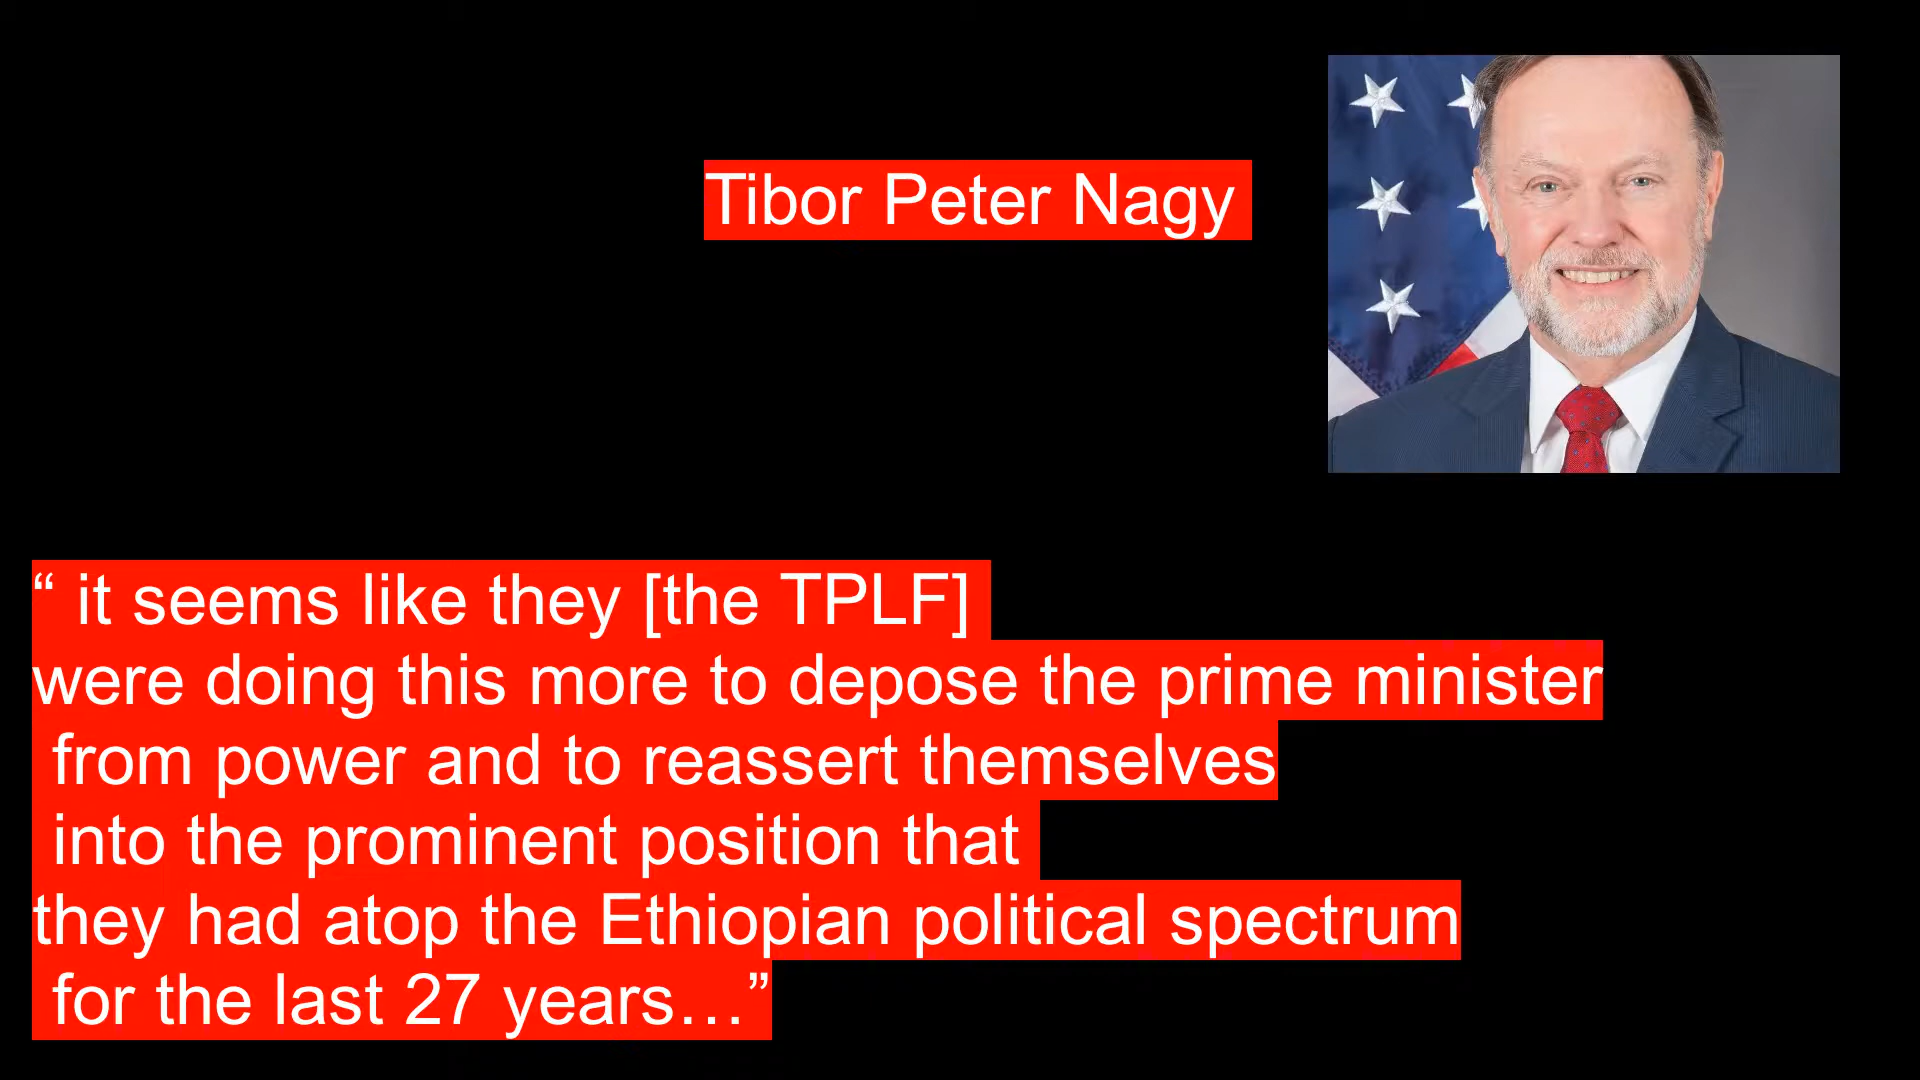 Tibor Peter Nagy
“ it seems like they [the TPLF]
were doing this more to depose the prime minister
from power and to reassert themselves
into the prominent position that
they had atop the Ethiopian political spectrum
for the last 27 years…”